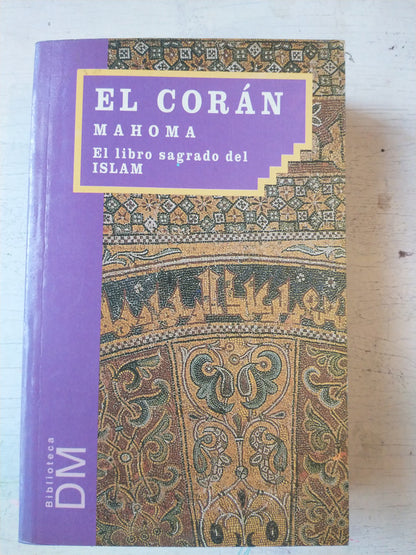 EL CORÁN
MAHOMA
El libro sagrado del
ISLAM
Biblioteca
DM